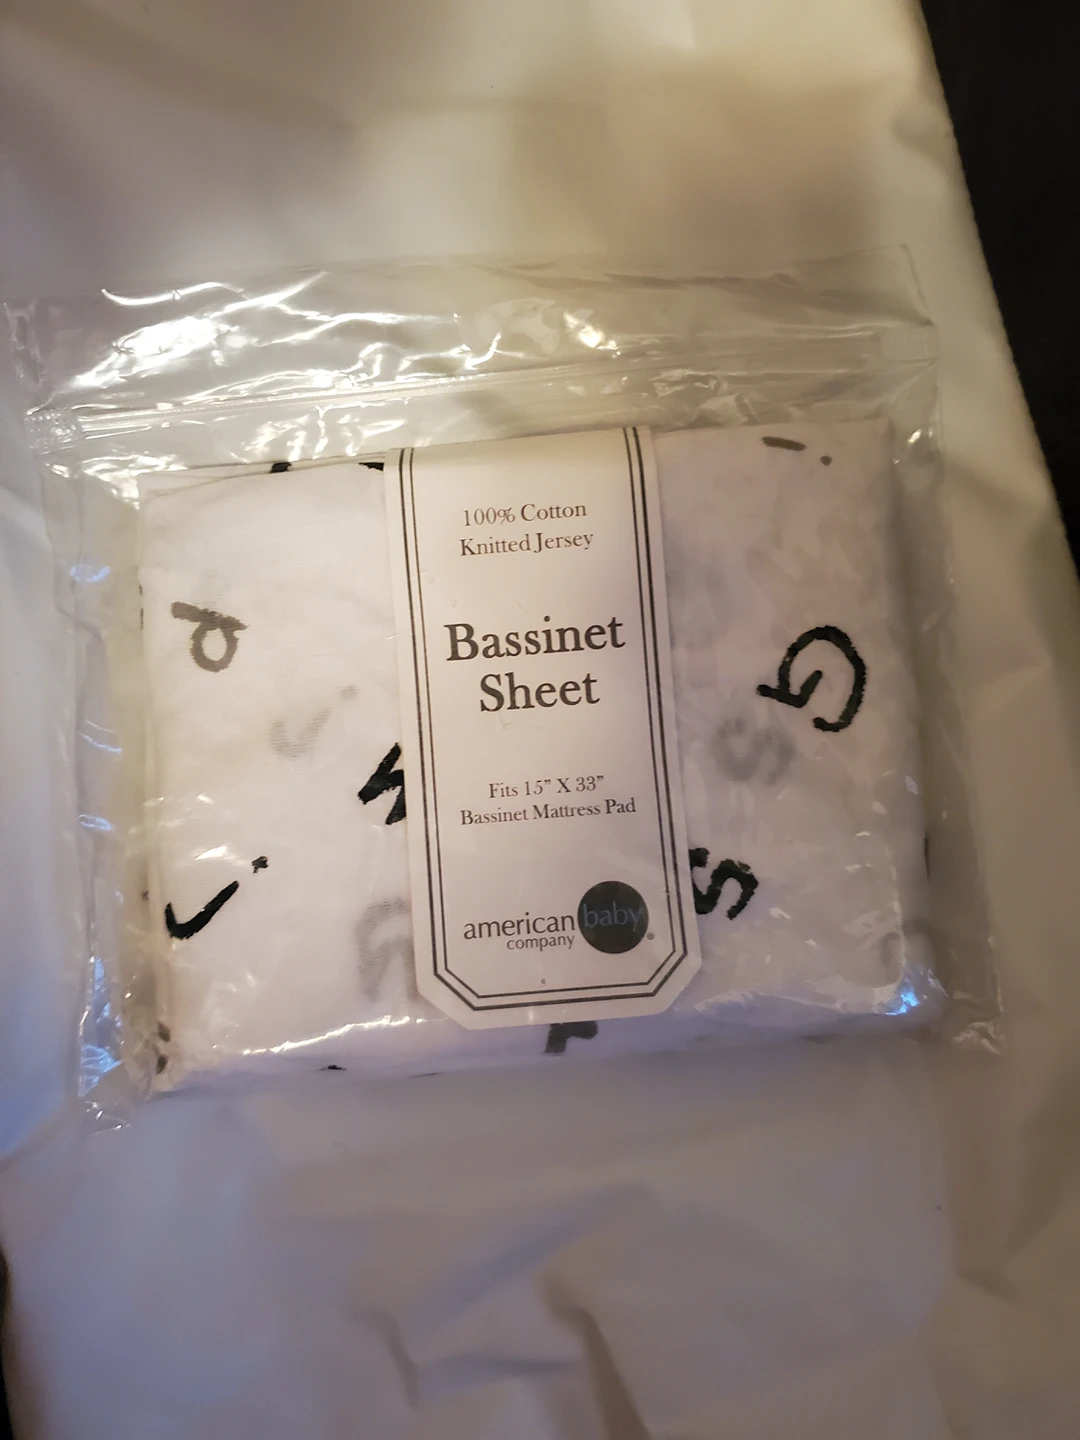 100% Cotton
Knitted Jersey
Bassinet
Sheet
Fits 15" X 33"
Bassinet Mattress Pad
american baby
company